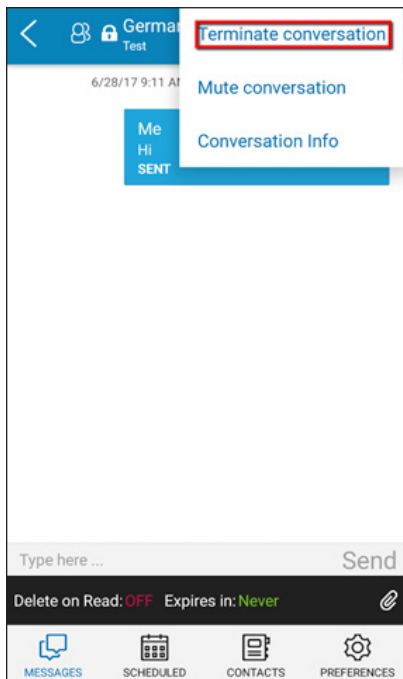 Germa
Test
Terminate conversation
Mute conversation
Conversation Info
6/28/17 9:11
Me
Hi
SENT
Type here ...
Send
Delete on Read: OFF Expires in: Never
MESSAGES SCHEDULED CONTACTS PREFERENCES